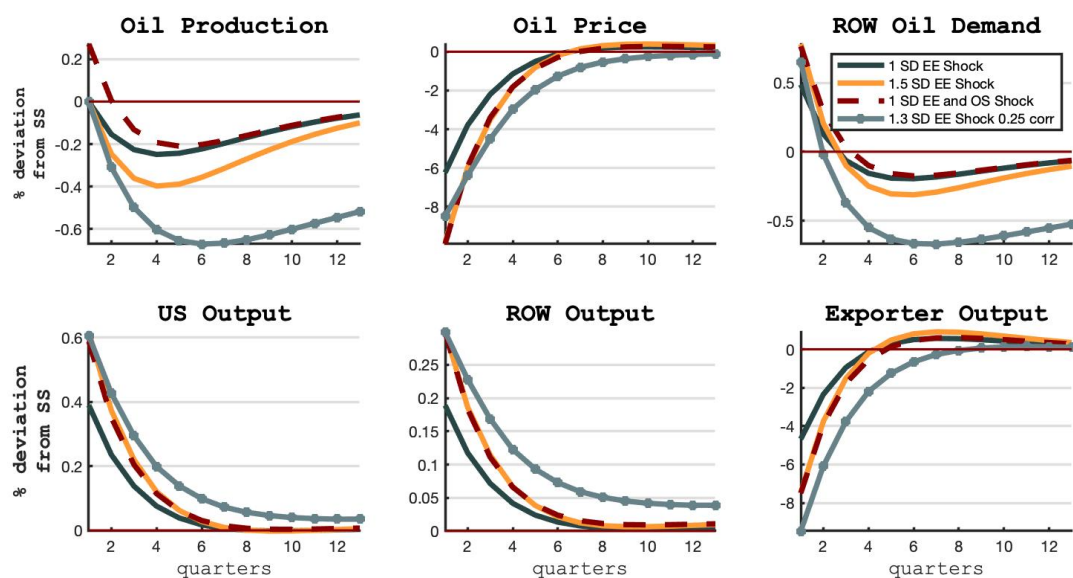 Oil Production
Oil Price
ROW Oil Demand
% deviation
from SS
0.2
0
-0.2
-0.4
-0.6
2 4 6 8 10 12
0
-2
-4
-6
-8
2 4 6 8 10 12
0.5
0
-0.5
2 4 6 8 10 12
1 SD EE Shock
1.5 SD EE Shock
1 SD EE and OS Shock
1.3 SD EE Shock 0.25 corr
US Output
ROW Output
Exporter Output
% deviation
from SS
0.6
0.4
0.2
0
2 4 6 8 10 12
quarters
0.25
0.2
0.15
0.1
0.05
0
2 4 6 8 10 12
quarters
0
-2
-4
-6
-8
2 4 6 8 10 12
quarters